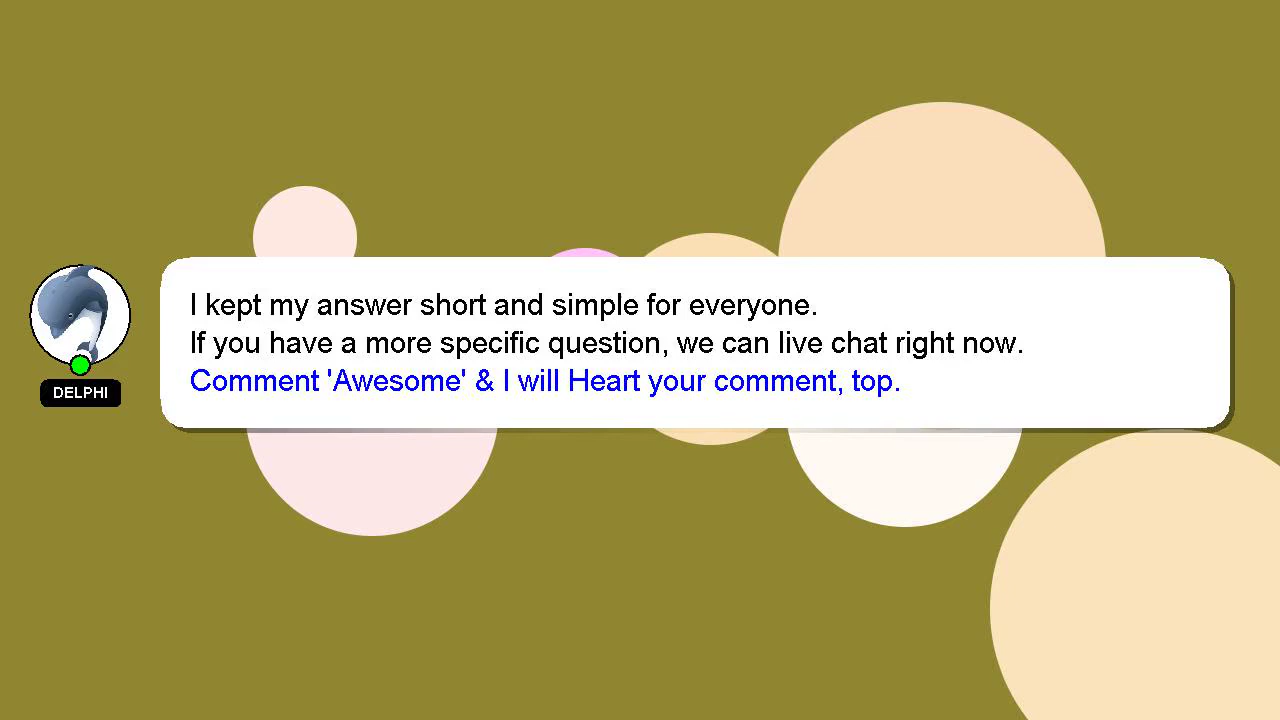 I kept my answer short and simple for everyone.
If you have a more specific question, we can live chat right now.
Comment 'Awesome' & I will Heart your comment, top.
DELPHI